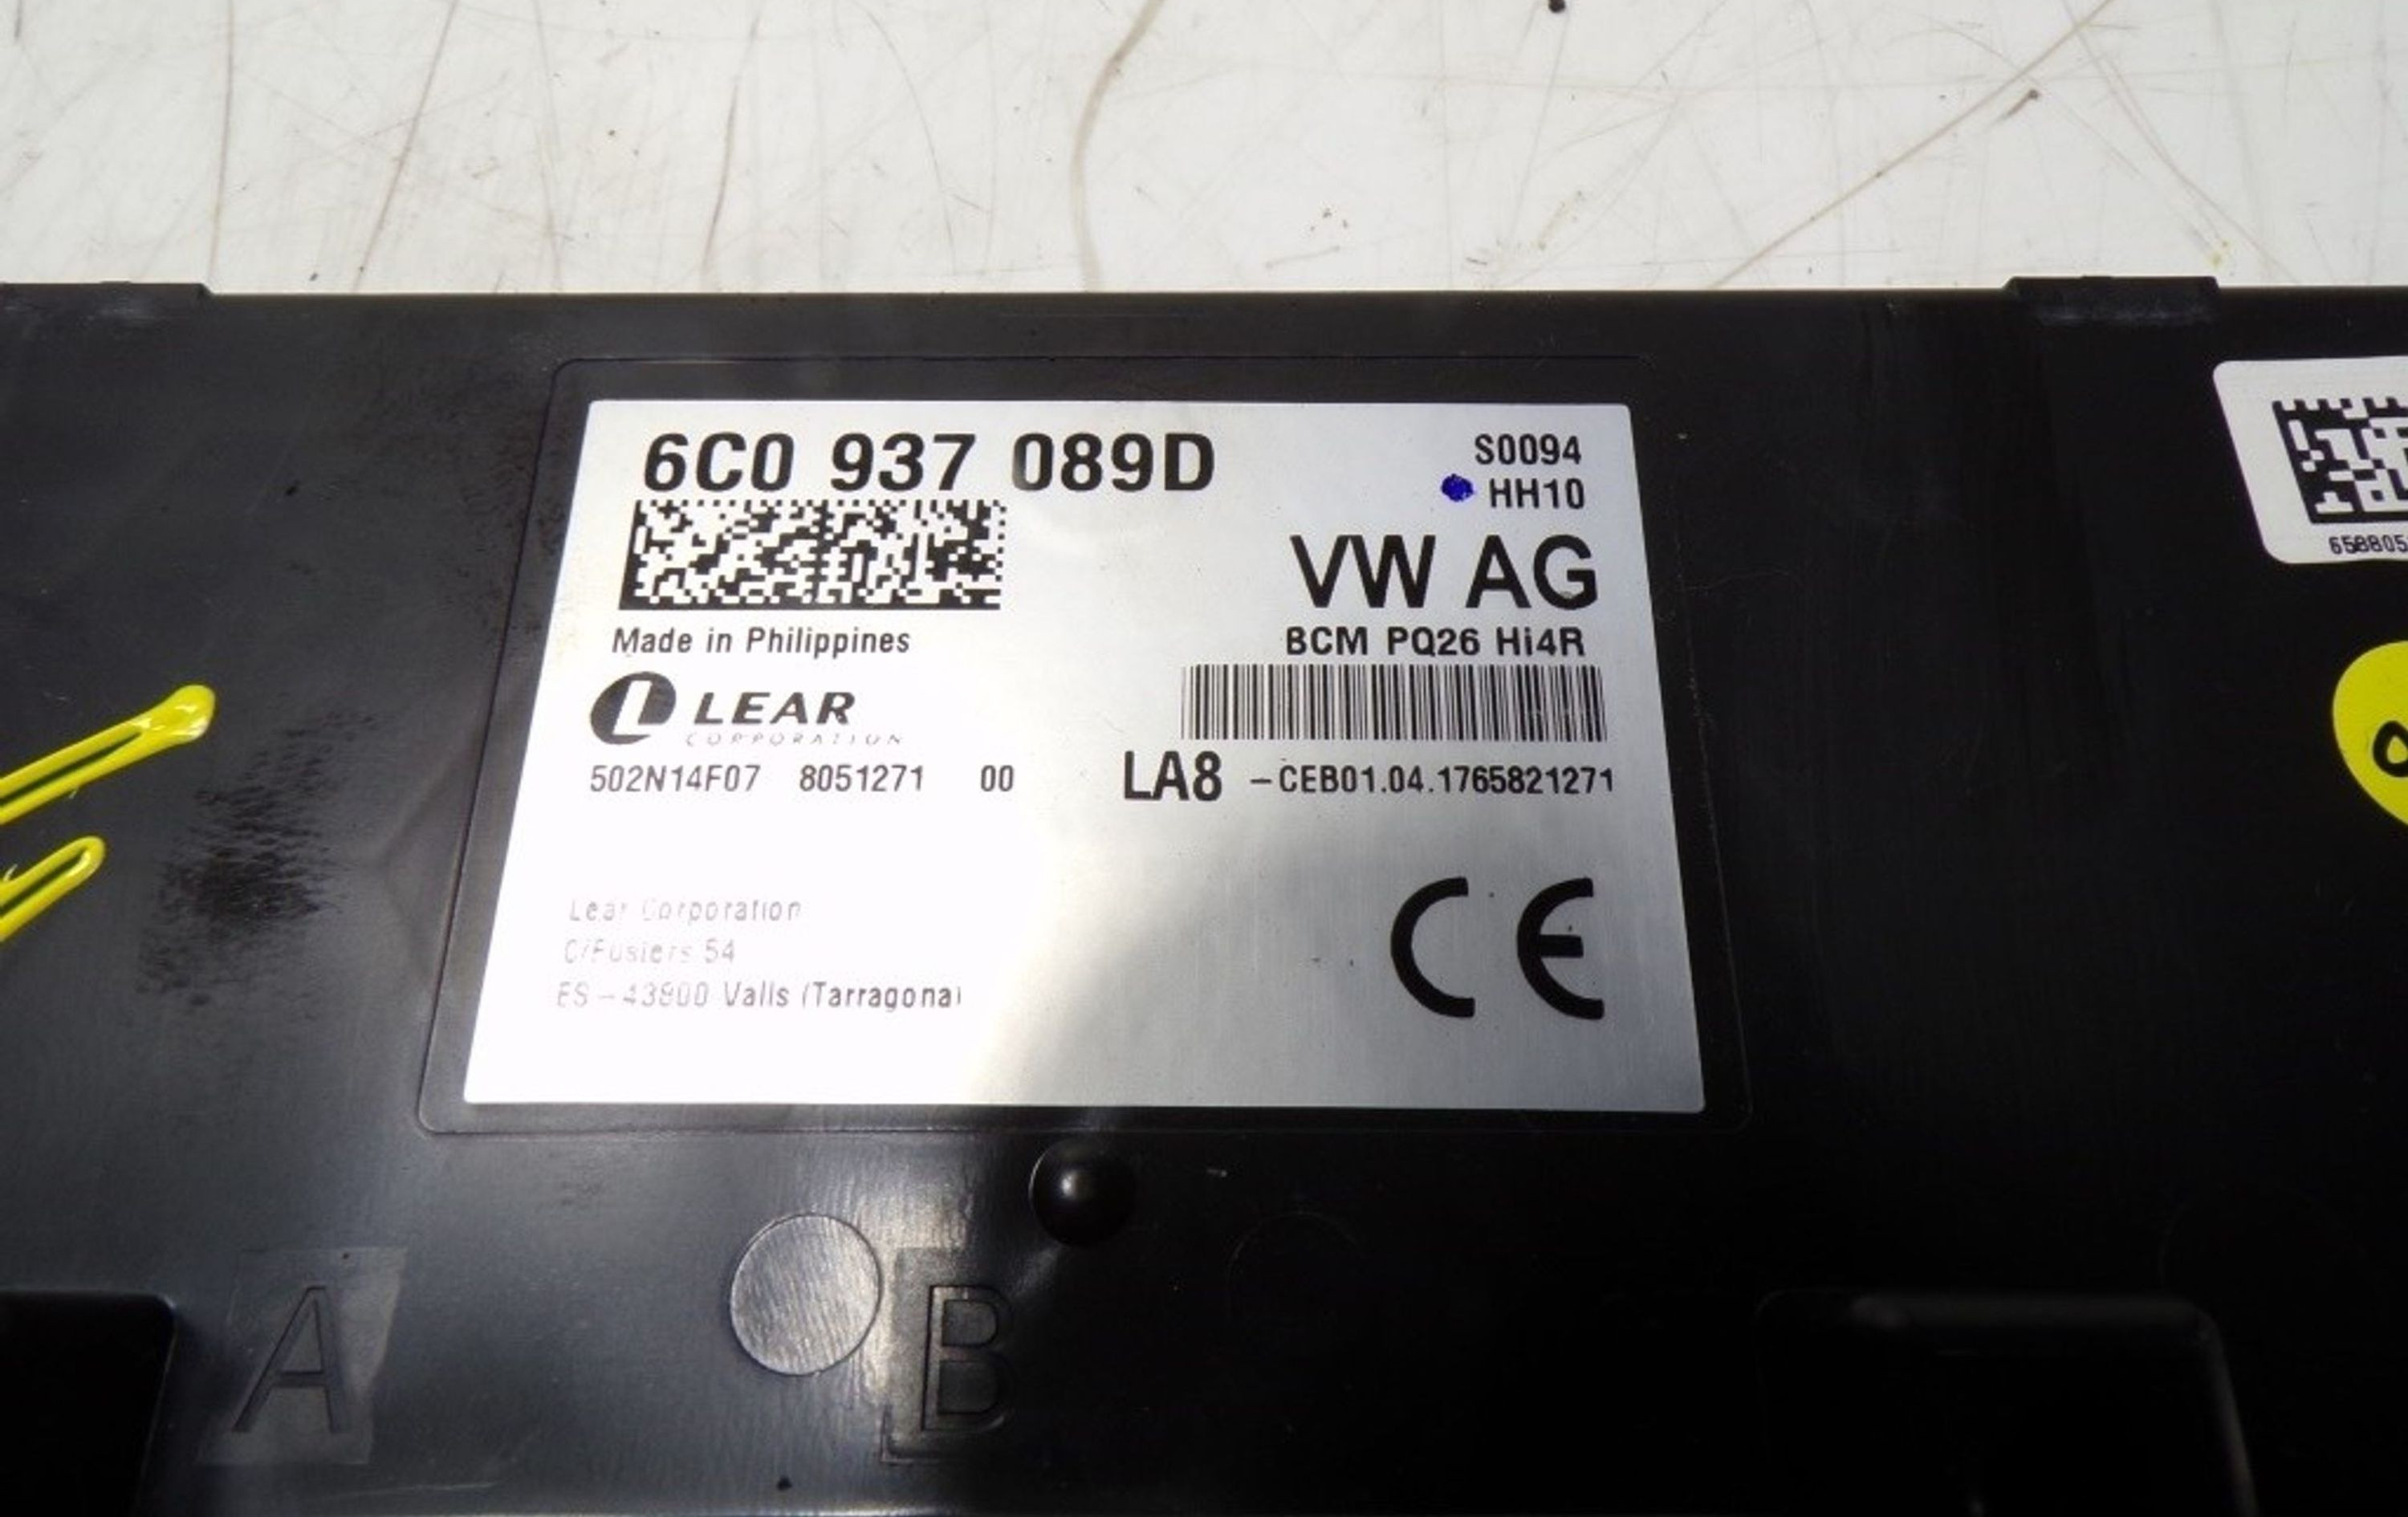 6C0 937 089D
S0094
HH10
VW AG
Made in Philippines
BCM PQ26 Hi4R
LEAR
CORPORATION
502N14F07 8051271 00
LA8 -CEB01.04.1765821271
Lear Corporation
C/Fusters 54
ES - 43800 Valls (Tarragona)
CE
65880
A
B